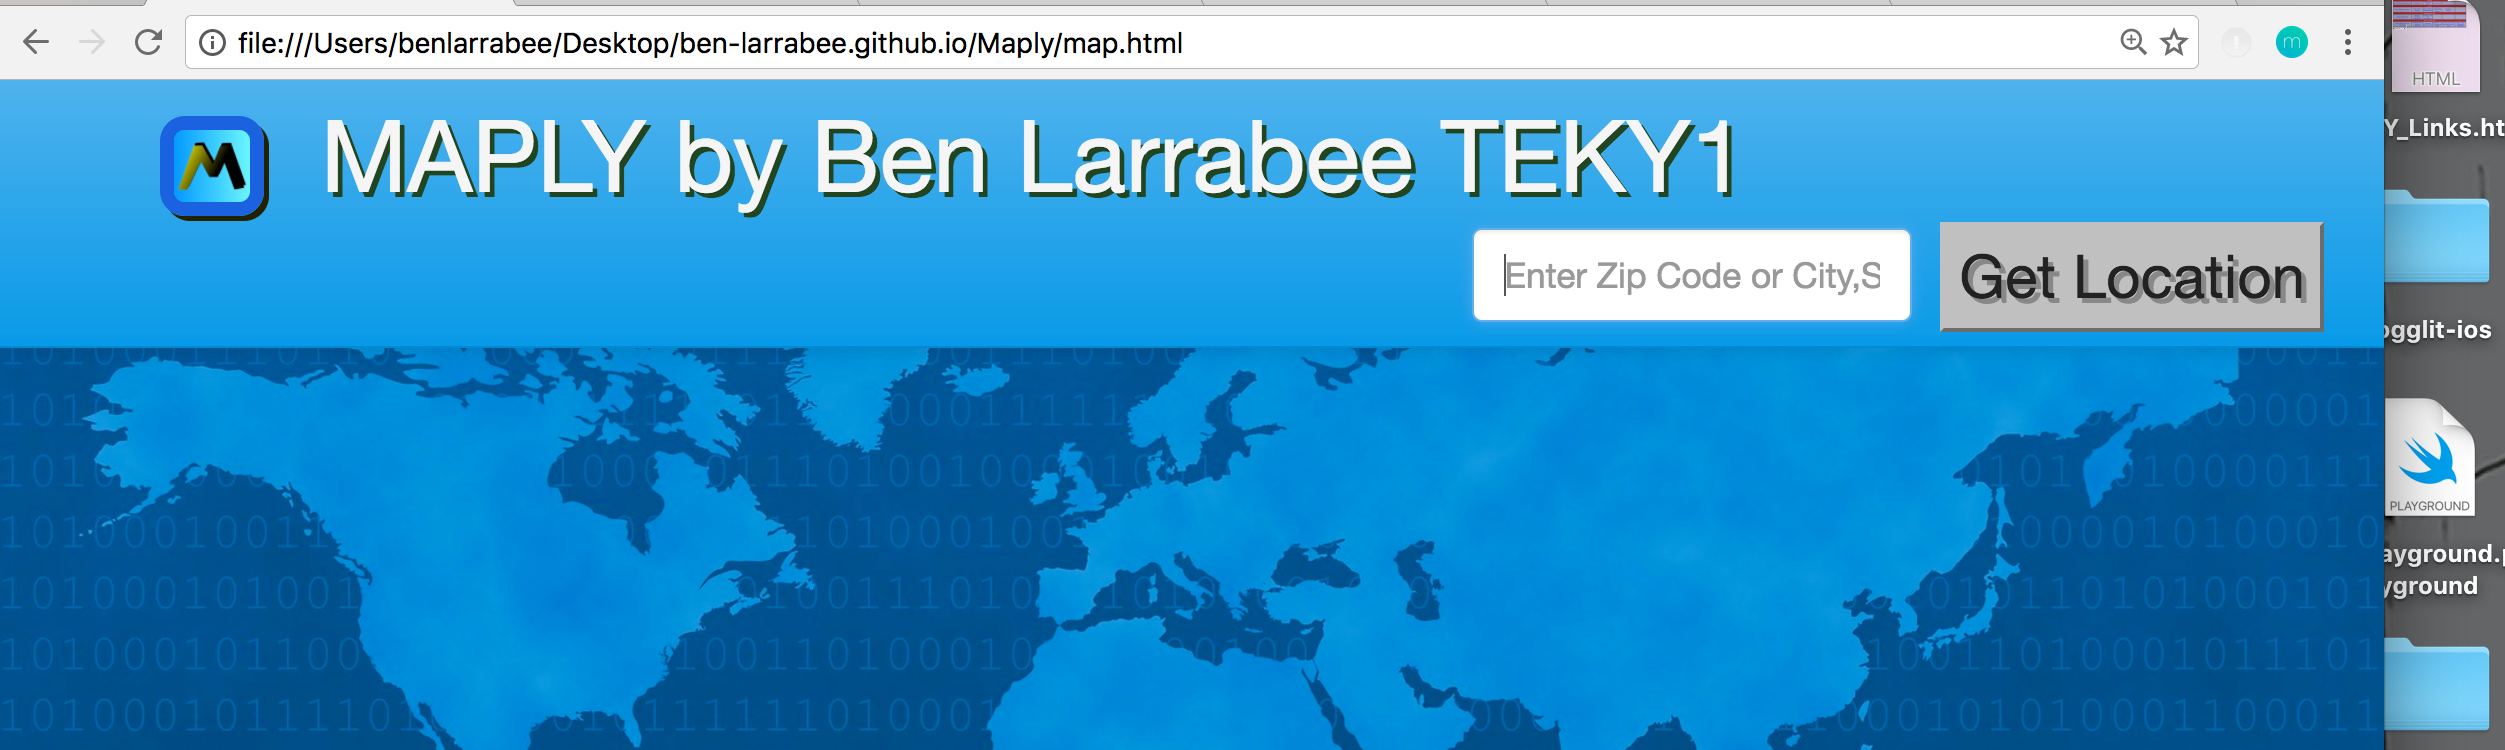 file:///Users/benlarrabee/Desktop/ben-larrabee.github.io/Maply/map.html
m
HTML
Y_Links.ht
M
MAPLY by Ben Larrabee TEKY1
Enter Zip Code or City,S
Get Location
ogglit-ios
PLAYGROUND
ayground.p
yground